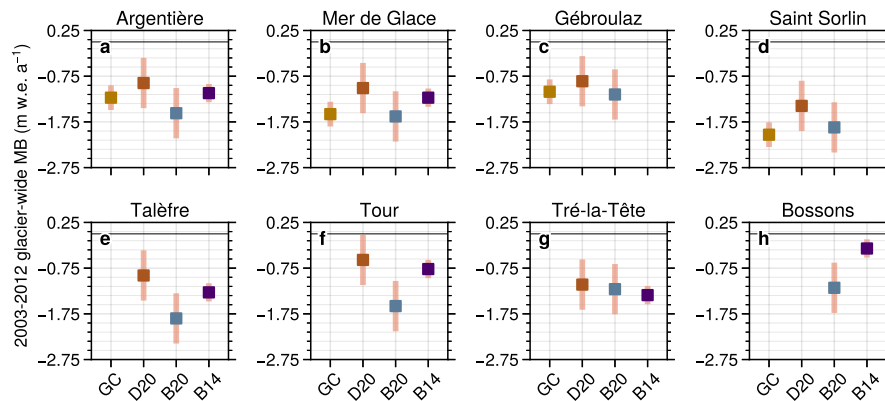 Argentière Mer de Glace Gébroulaz Saint Sorlin
0.25 0.25 0.25 0.25
a b c d
−0.75 −0.75 −0.75 −0.75
−1.75 −1.75 −1.75 −1.75
−2.75 −2.75 −2.75 −2.75
2003-2012 glacier-wide MB (m w.e. a⁻¹)
Talèfre Tour Tré-la-Tête Bossons
0.25 0.25 0.25 0.25
e f g h
−0.75 −0.75 −0.75 −0.75
−1.75 −1.75 −1.75 −1.75
−2.75 −2.75 −2.75 −2.75
GC D20 B20 B14 GC D20 B20 B14 GC D20 B20 B14 GC D20 B20 B14